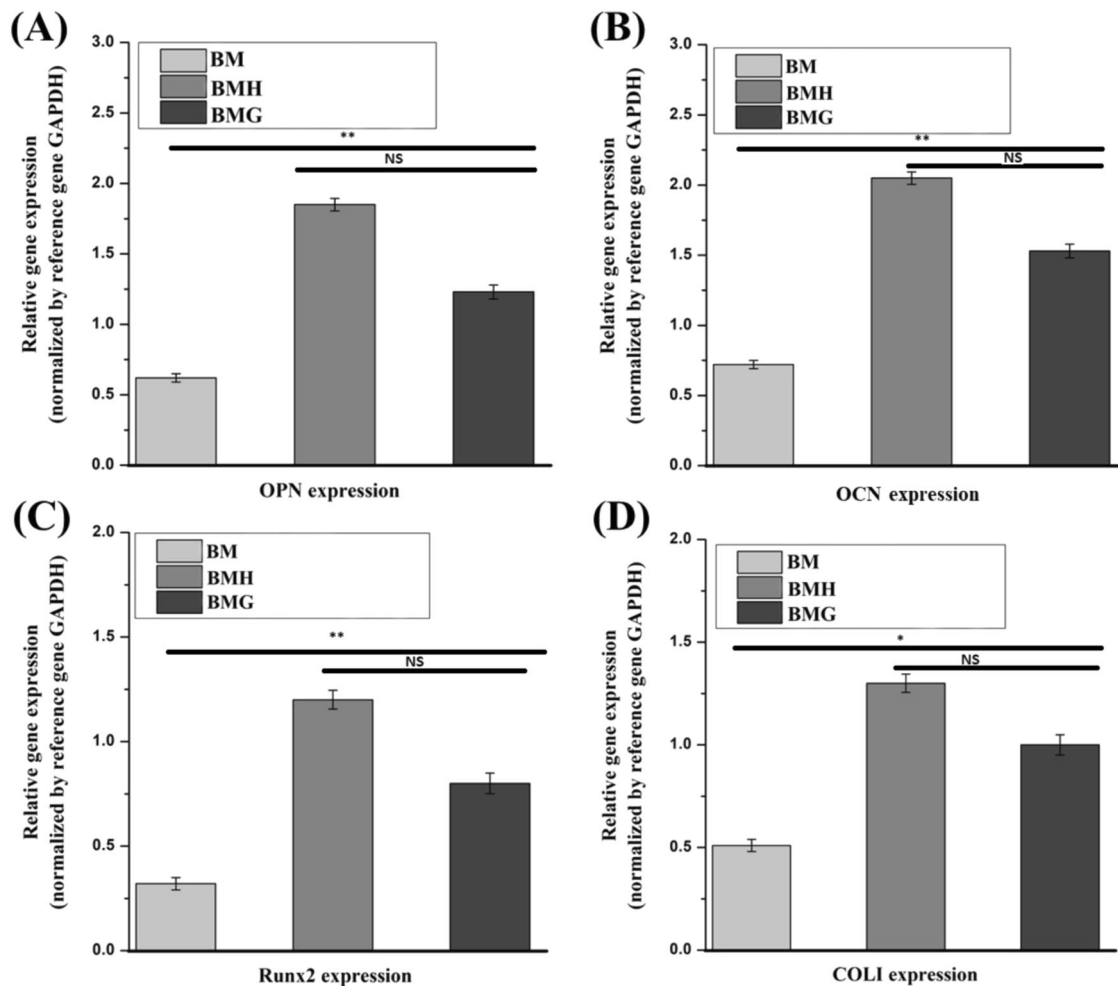 (A)
Relative gene expression
(normalized by reference gene GAPDH)
3.0
2.5
2.0
1.5
1.0
0.5
0.0
BM
BMH
BMG
**
NS
OPN expression
(B)
Relative gene expression
(normalized by reference gene GAPDH)
3.0
2.5
2.0
1.5
1.0
0.5
0.0
BM
BMH
BMG
**
NS
OCN expression
(C)
Relative gene expression
(normalized by reference gene GAPDH)
2.0
1.5
1.0
0.5
0.0
BM
BMH
BMG
**
NS
Runx2 expression
(D)
Relative gene expression
(normalized by reference gene GAPDH)
2.0
1.5
1.0
0.5
0.0
BM
BMH
BMG
*
NS
COLI expression